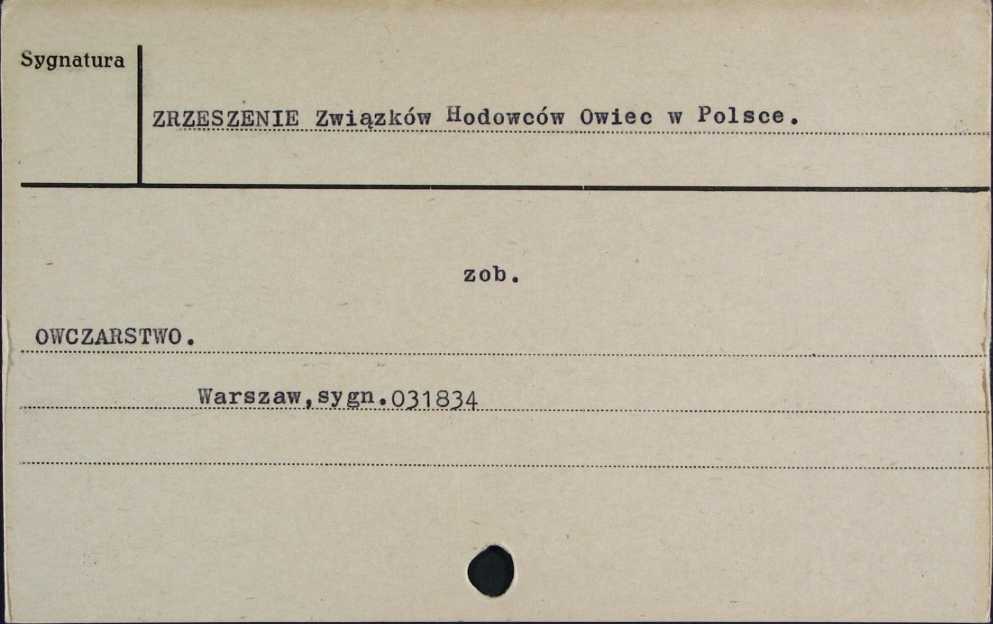 Sygnatura
ZRZESZENIE Związków Hodowców Owiec w Polsce.
zob.
OWCZARSTWO.
Warszaw,sygn.031834